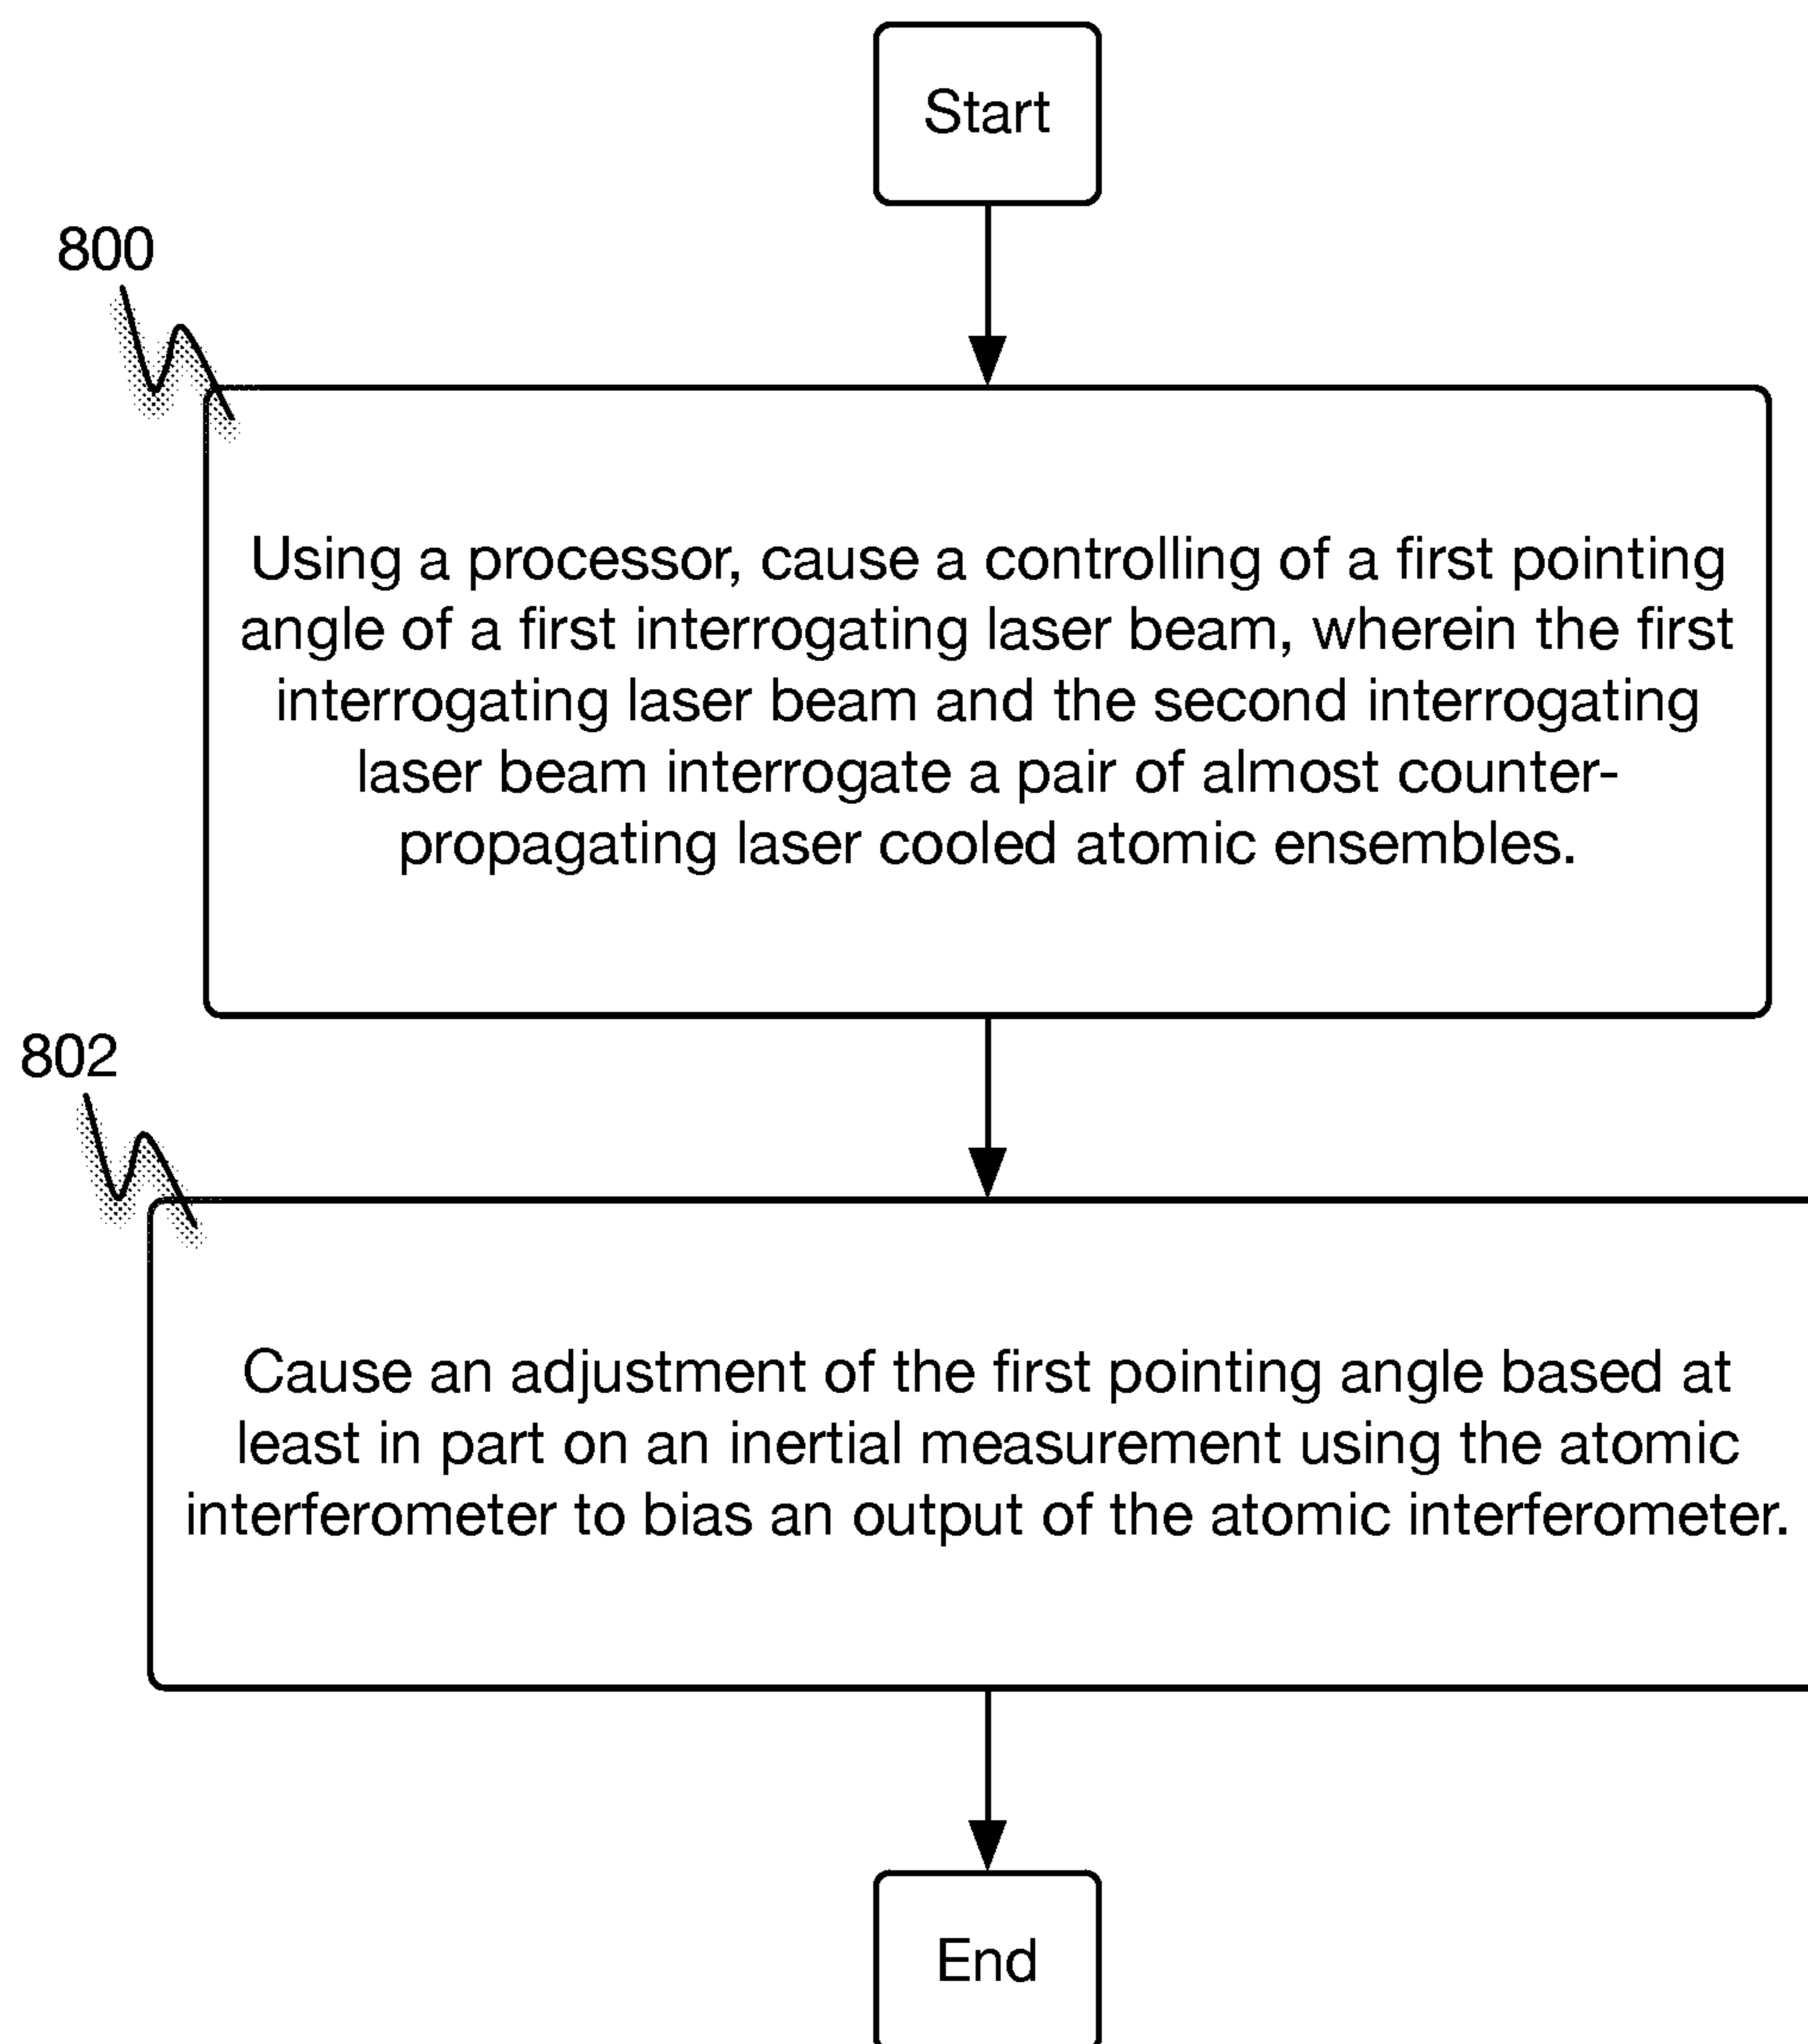 Start
800
Using a processor, cause a controlling of a first pointing
angle of a first interrogating laser beam, wherein the first
interrogating laser beam and the second interrogating
laser beam interrogate a pair of almost counter-
propagating laser cooled atomic ensembles.
802
Cause an adjustment of the first pointing angle based at
least in part on an inertial measurement using the atomic
interferometer to bias an output of the atomic interferometer.
End